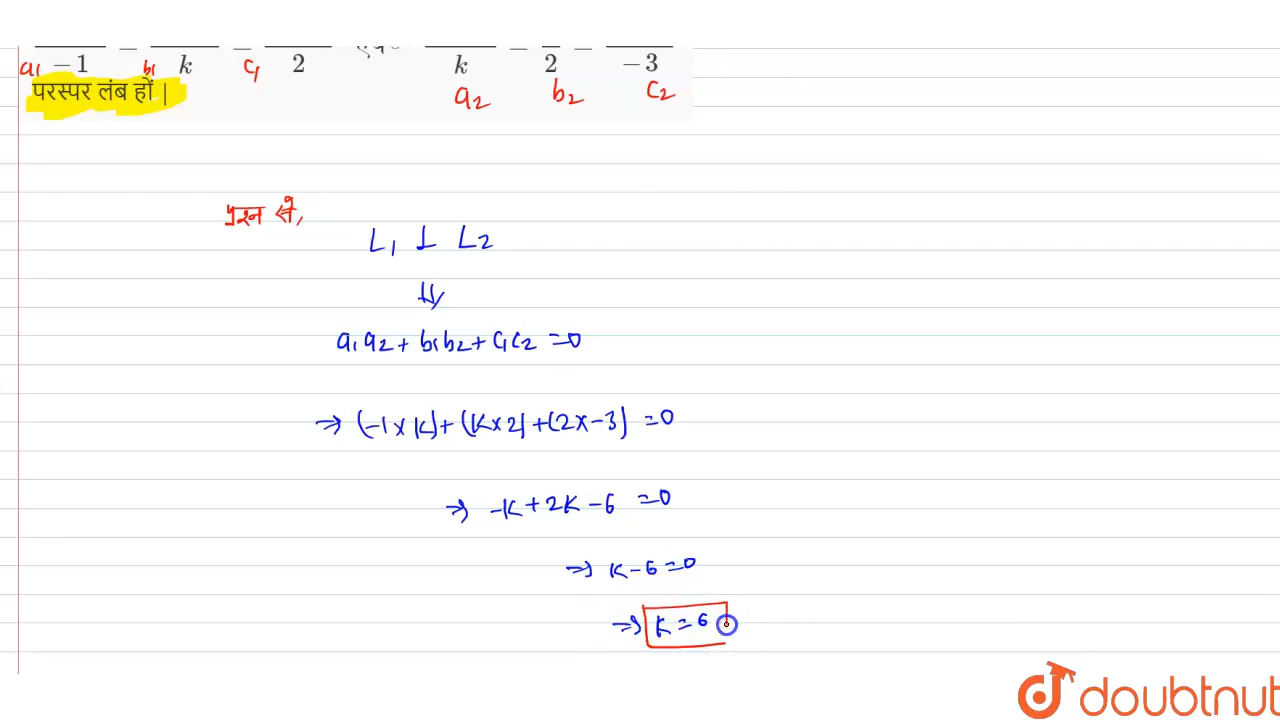 a1 -1 = b1 k = c1 2 k = 2 = -3
परस्पर लंब हों | a2 b2 c2
प्रश्न से,
L1 ⊥ L2
⇓
a1a2 + b1b2 + c1c2 = 0
⇒ (-1×k) + (k×2) + (2×-3) = 0
⇒ -k + 2k - 6 = 0
⇒ k - 6 = 0
⇒ k = 6
doubtnut